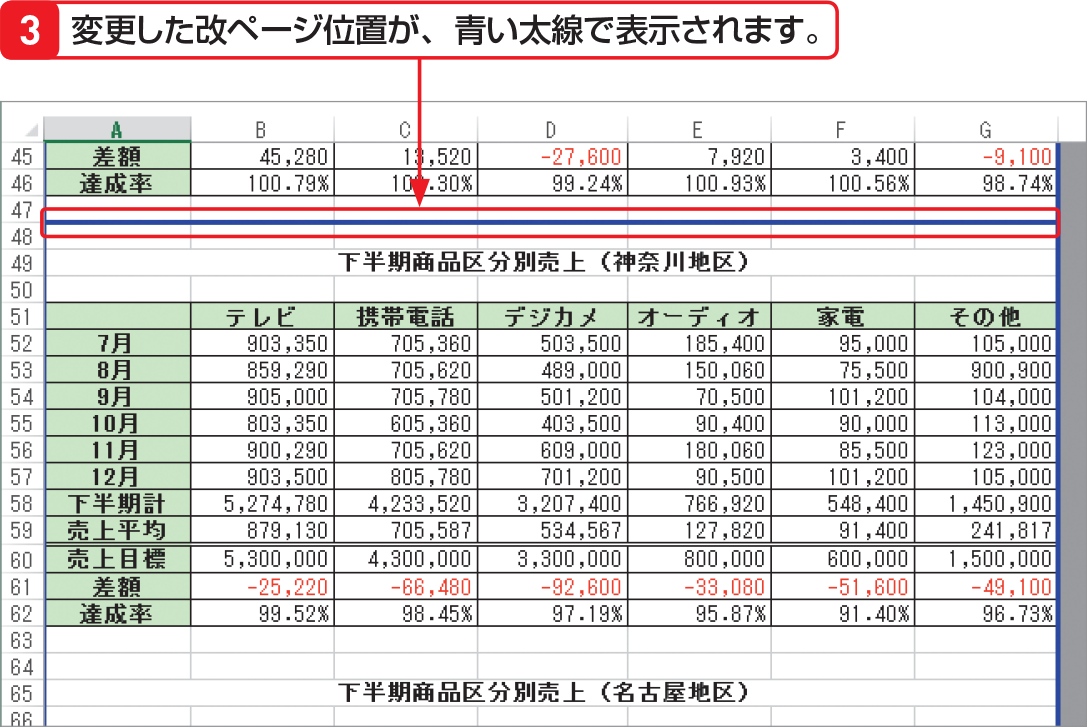 3 変更した改ページ位置が、青い太線で表示されます。
A B C D E F G
45 差額 45,280 13,520 -27,600 7,920 3,400 -9,100
46 達成率 100.79% 100.30% 99.24% 100.93% 100.56% 98.74%
47
48
49 下半期商品区分別売上（神奈川地区）
50
51 テレビ 携帯電話 デジカメ オーディオ 家電 その他
52 7月 903,350 705,360 503,500 185,400 95,000 105,000
53 8月 859,290 705,620 489,000 150,060 75,500 900,900
54 9月 905,000 705,780 501,200 70,500 101,200 104,000
55 10月 803,350 605,360 403,500 90,400 90,000 113,000
56 11月 900,290 705,620 609,000 180,060 85,500 123,000
57 12月 903,500 805,780 701,200 90,500 101,200 105,000
58 下半期計 5,274,780 4,233,520 3,207,400 766,920 548,400 1,450,900
59 売上平均 879,130 705,587 534,567 127,820 91,400 241,817
60 売上目標 5,300,000 4,300,000 3,300,000 800,000 600,000 1,500,000
61 差額 -25,220 -66,480 -92,600 -33,080 -51,600 -49,100
62 達成率 99.52% 98.45% 97.19% 95.87% 91.40% 96.73%
63
64
65 下半期商品区分別売上（名古屋地区）
66